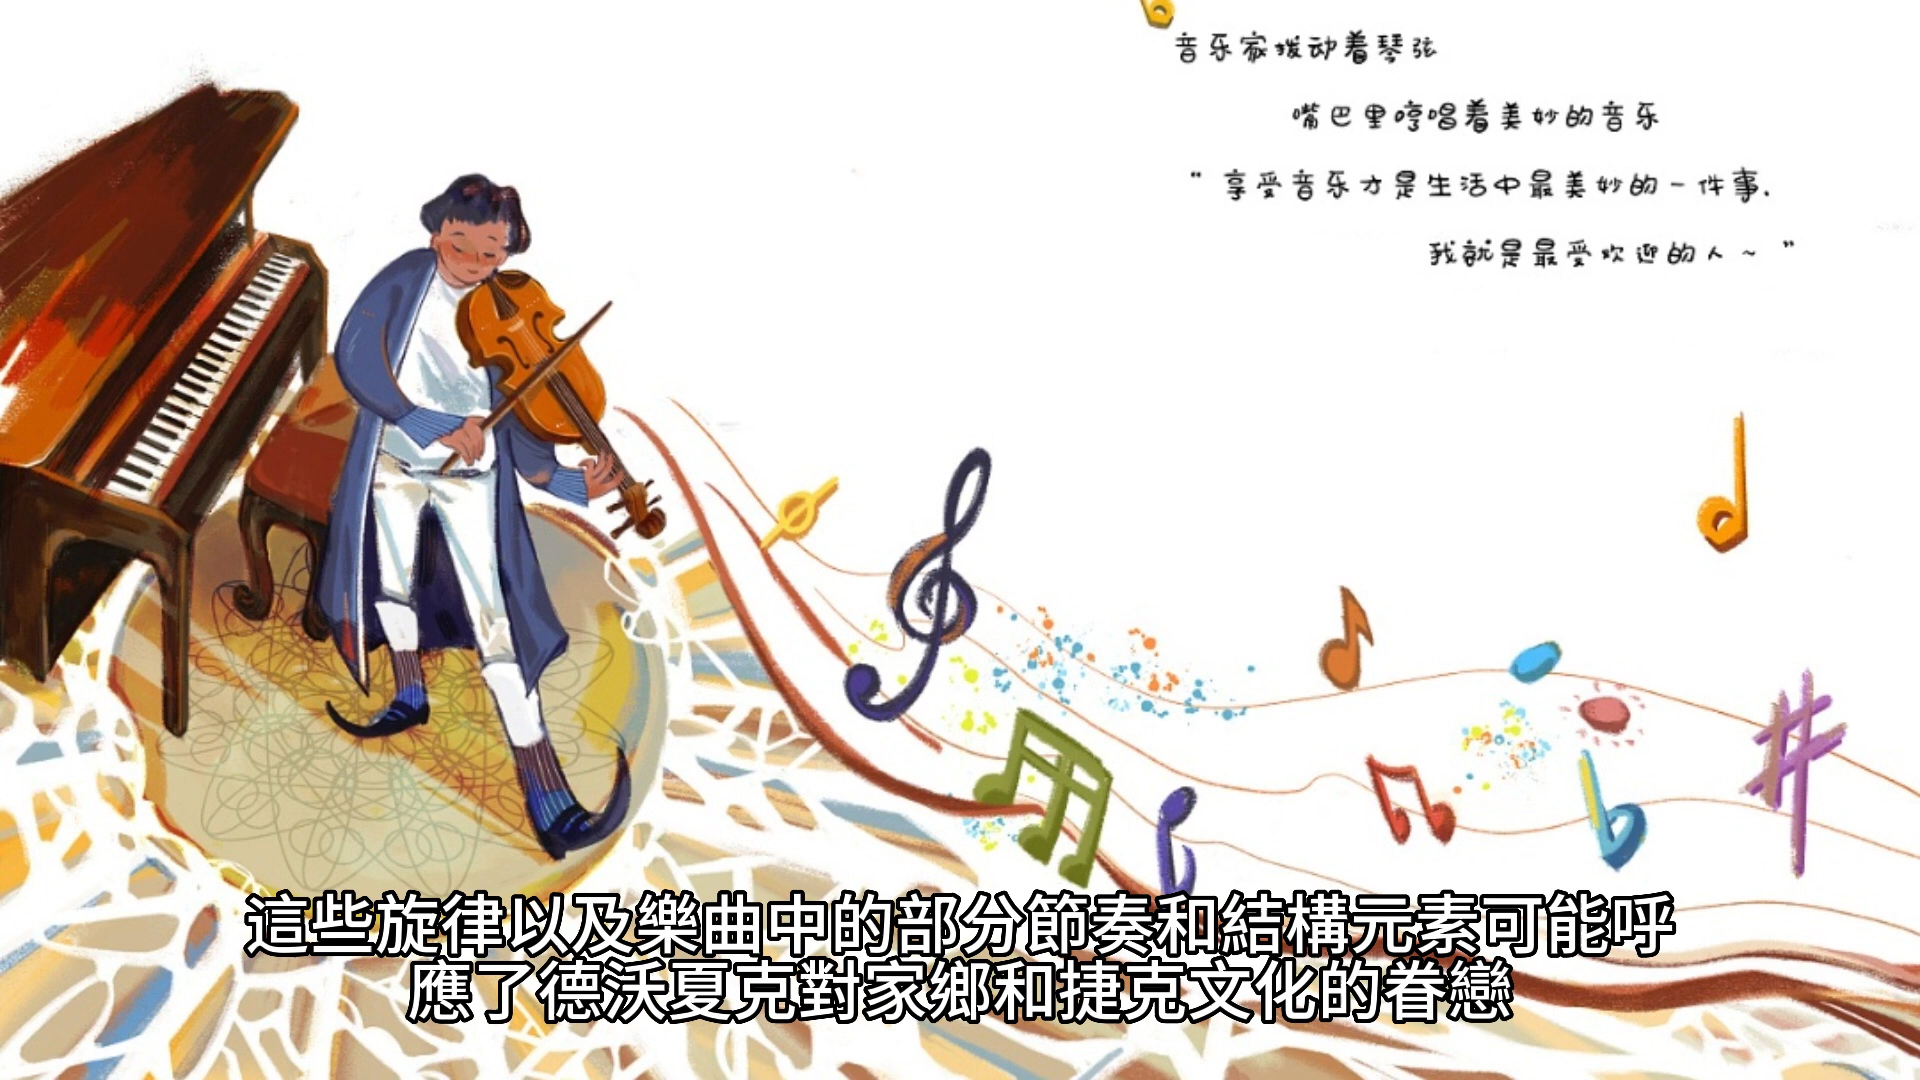 音乐家拨动着琴弦
嘴巴里哼唱着美妙的音乐
“享受音乐才是生活中最美妙的一件事.
我就是最受欢迎的人~”
這些旋律以及樂曲中的部分節奏和結構元素可能呼
應了德沃夏克對家鄉和捷克文化的眷戀